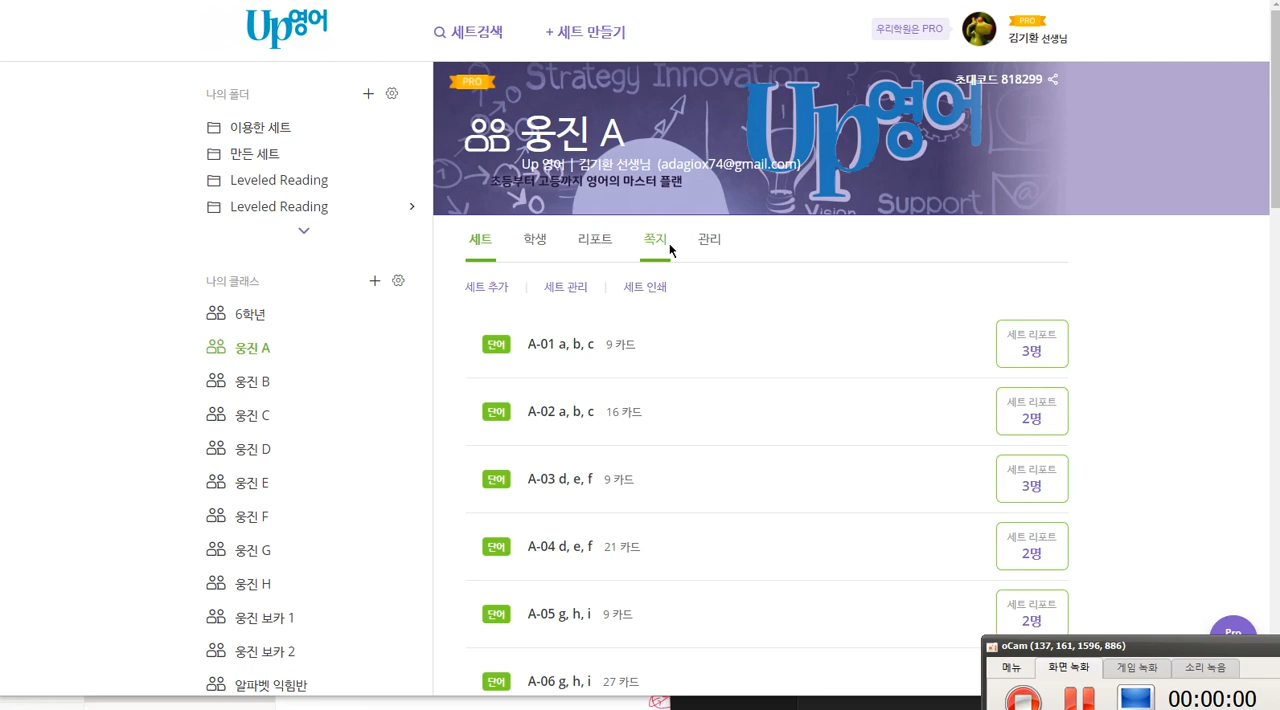 Up영어
세트검색
+ 세트 만들기
우리학원은 PRO
PRO
김기환 선생님
나의 폴더
이용한 세트
만든 세트
Leveled Reading
Leveled Reading
나의 클래스
6학년
웅진 A
웅진 B
웅진 C
웅진 D
웅진 E
웅진 F
웅진 G
웅진 H
웅진 보카 1
웅진 보카 2
알파벳 익힘반
PRO
Strategy Innovation
초대코드 818299
웅진 A
Up영어
Up 영어 | 김기환 선생님 (adagiox74@gmail.com)
초등부터 고등까지 영어의 마스터 플랜
Vision
Support
세트
학생
리포트
쪽지
관리
세트 추가 | 세트 관리 | 세트 인쇄
단어 A-01 a, b, c 9 카드
세트 리포트
3명
단어 A-02 a, b, c 16 카드
세트 리포트
2명
단어 A-03 d, e, f 9 카드
세트 리포트
3명
단어 A-04 d, e, f 21 카드
세트 리포트
2명
단어 A-05 g, h, i 9 카드
세트 리포트
2명
단어 A-06 g, h, i 27 카드
Pro
oCam (137, 161, 1596, 886)
메뉴
화면 녹화
게임 녹화
소리 녹음
00:00:00